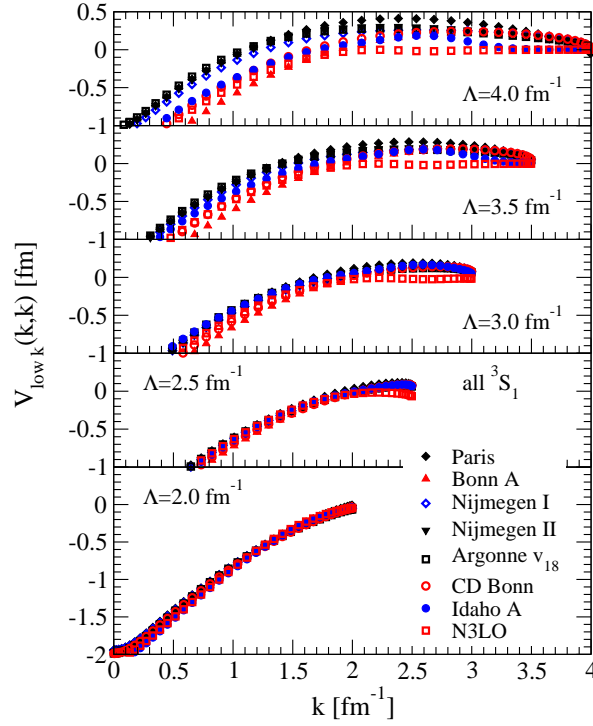 0.5
0
-0.5
-1
Λ=4.0 fm⁻¹
0
-0.5
-1
Λ=3.5 fm⁻¹
0
-0.5
-1
Λ=3.0 fm⁻¹
0
-0.5
-1
Λ=2.5 fm⁻¹
all ³S₁
0
-0.5
-1
-1.5
-2
Λ=2.0 fm⁻¹
Paris
Bonn A
Nijmegen I
Nijmegen II
Argonne v₁₈
CD Bonn
Idaho A
N3LO
0 0.5 1 1.5 2 2.5 3 3.5 4
k [fm⁻¹]
V_low k(k,k) [fm]